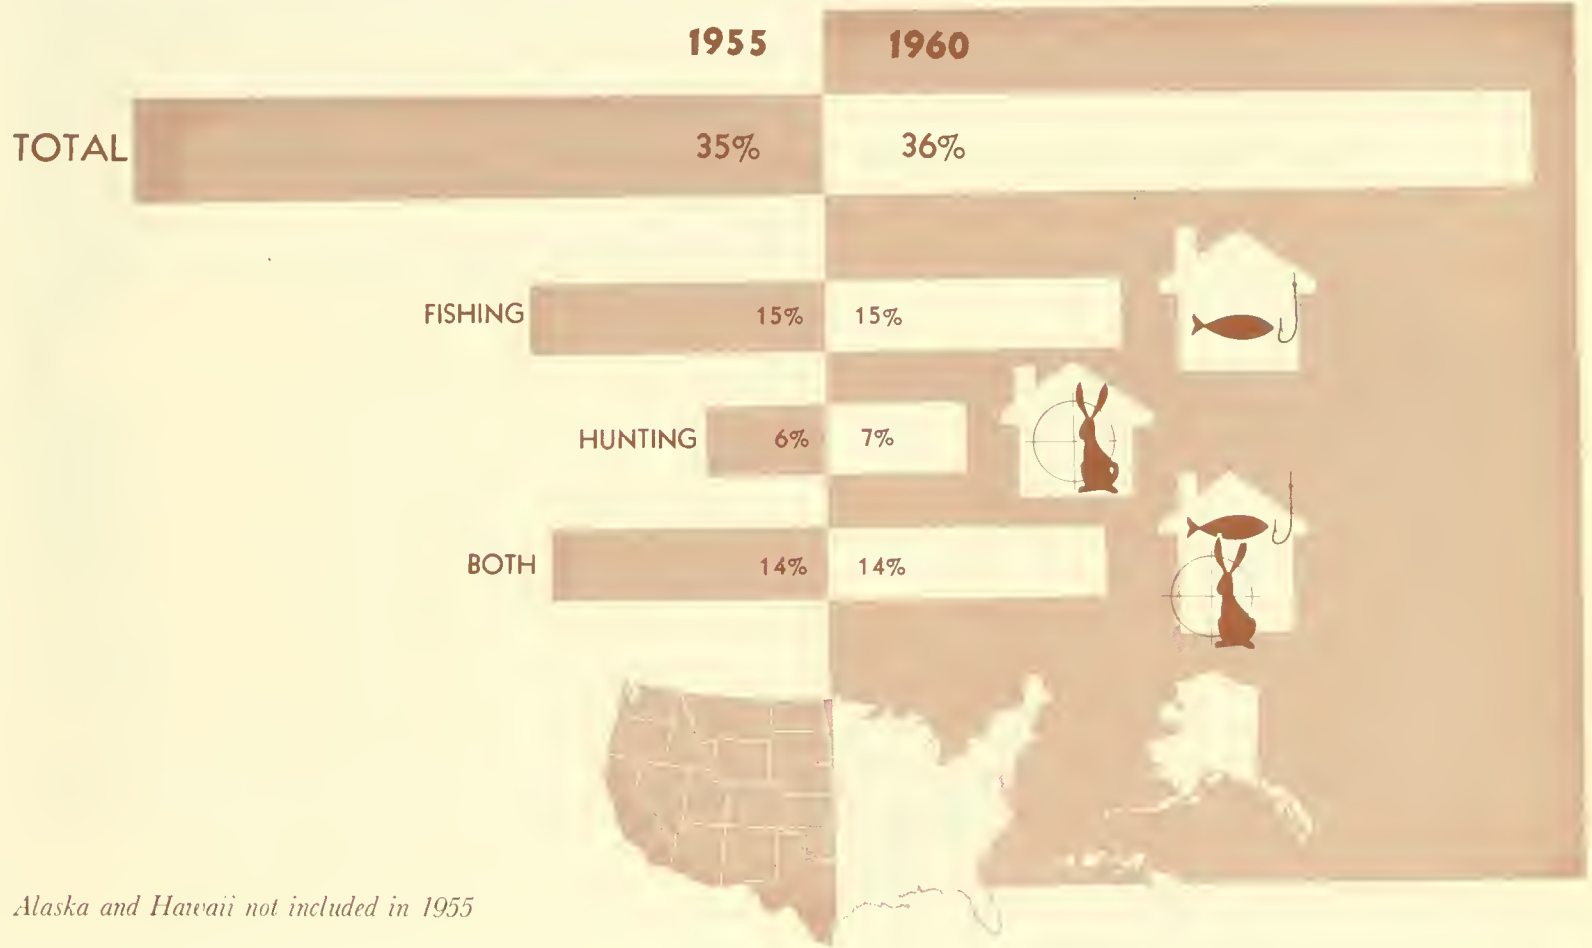 1955 1960
TOTAL 35% 36%
FISHING 15% 15%
HUNTING 6% 7%
BOTH 14% 14%
Alaska and Hawaii not included in 1955